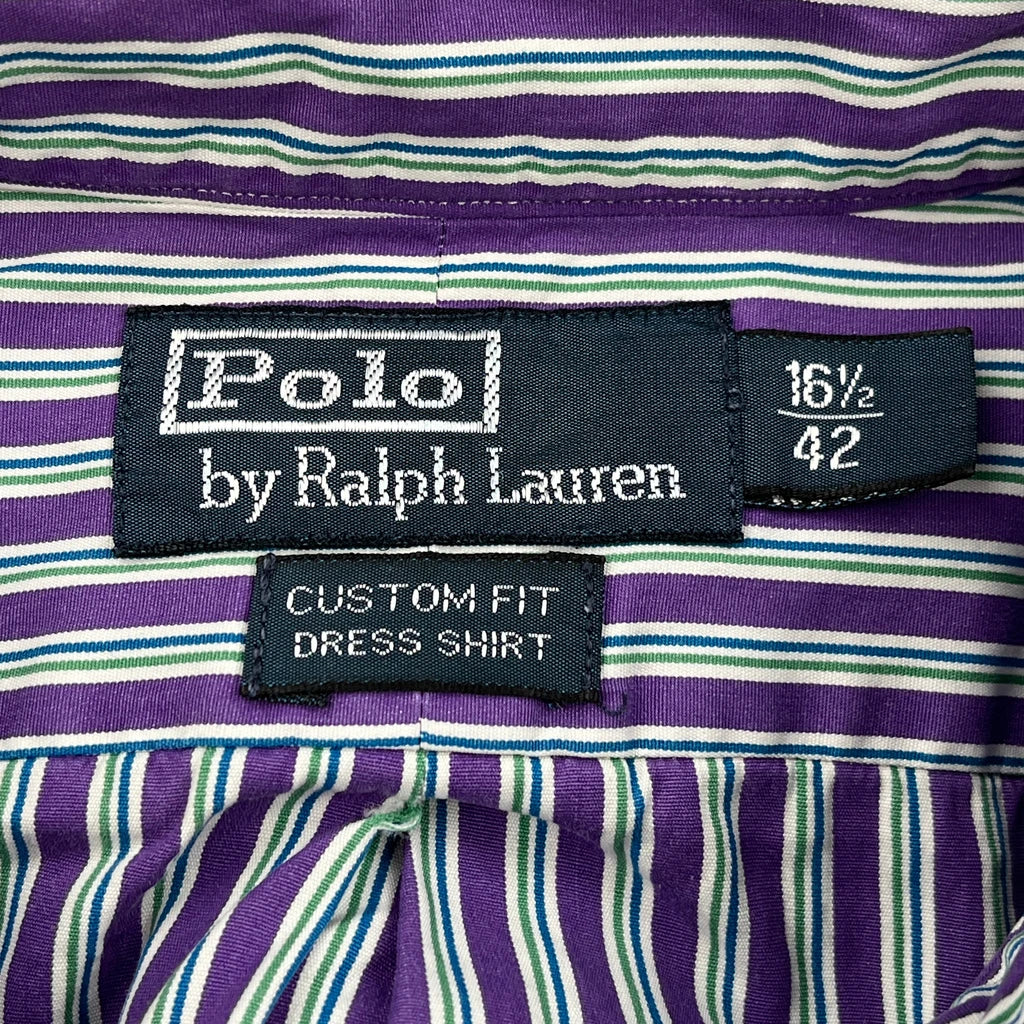 Polo
by Ralph Lauren
16½
42
CUSTOM FIT
DRESS SHIRT